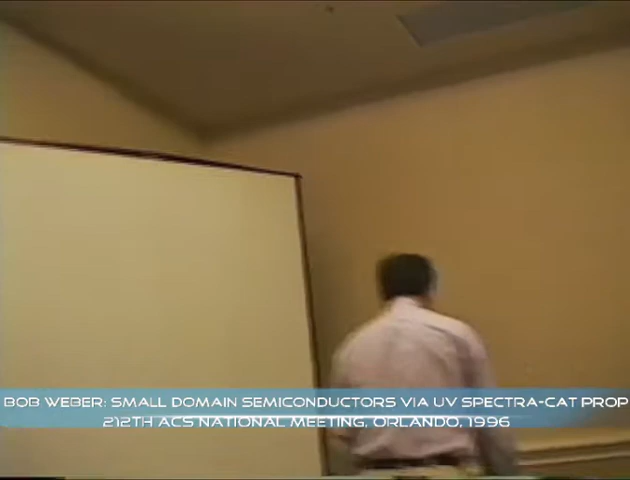 BOB WEBER: SMALL DOMAIN SEMICONDUCTORS VIA UV SPECTRA-CAT PROP
212TH ACS NATIONAL MEETING, ORLANDO, 1996